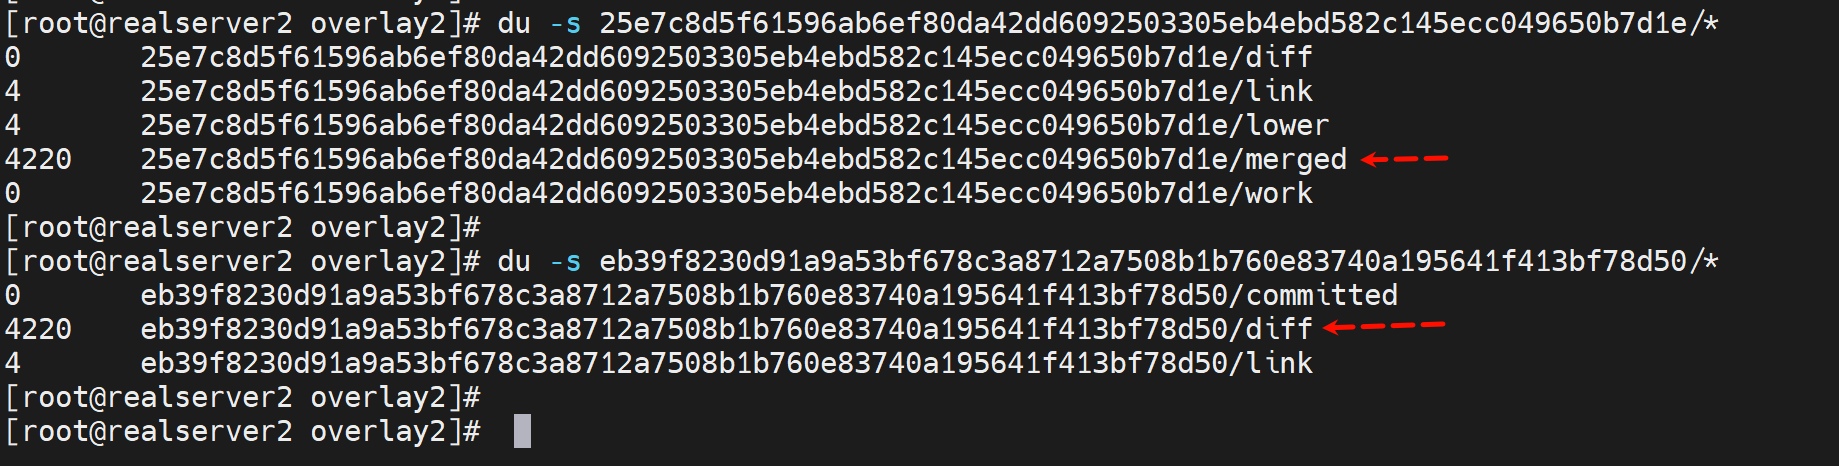 [root@realserver2 overlay2]# du -s 25e7c8d5f61596ab6ef80da42dd6092503305eb4ebd582c145ecc049650b7d1e/*
0 25e7c8d5f61596ab6ef80da42dd6092503305eb4ebd582c145ecc049650b7d1e/diff
4 25e7c8d5f61596ab6ef80da42dd6092503305eb4ebd582c145ecc049650b7d1e/link
4 25e7c8d5f61596ab6ef80da42dd6092503305eb4ebd582c145ecc049650b7d1e/lower
4220 25e7c8d5f61596ab6ef80da42dd6092503305eb4ebd582c145ecc049650b7d1e/merged
0 25e7c8d5f61596ab6ef80da42dd6092503305eb4ebd582c145ecc049650b7d1e/work
[root@realserver2 overlay2]#
[root@realserver2 overlay2]# du -s eb39f8230d91a9a53bf678c3a8712a7508b1b760e83740a195641f413bf78d50/*
0 eb39f8230d91a9a53bf678c3a8712a7508b1b760e83740a195641f413bf78d50/committed
4220 eb39f8230d91a9a53bf678c3a8712a7508b1b760e83740a195641f413bf78d50/diff
4 eb39f8230d91a9a53bf678c3a8712a7508b1b760e83740a195641f413bf78d50/link
[root@realserver2 overlay2]#
[root@realserver2 overlay2]#